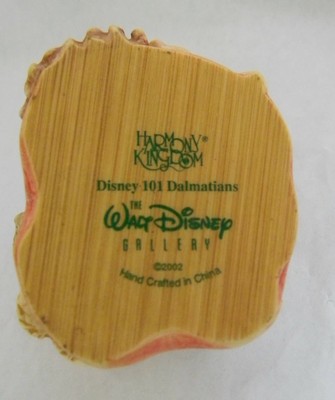 HARMONY®
KINGDOM
Disney 101 Dalmatians
THE
WALT DISNEY
GALLERY
©2002
Hand Crafted in China